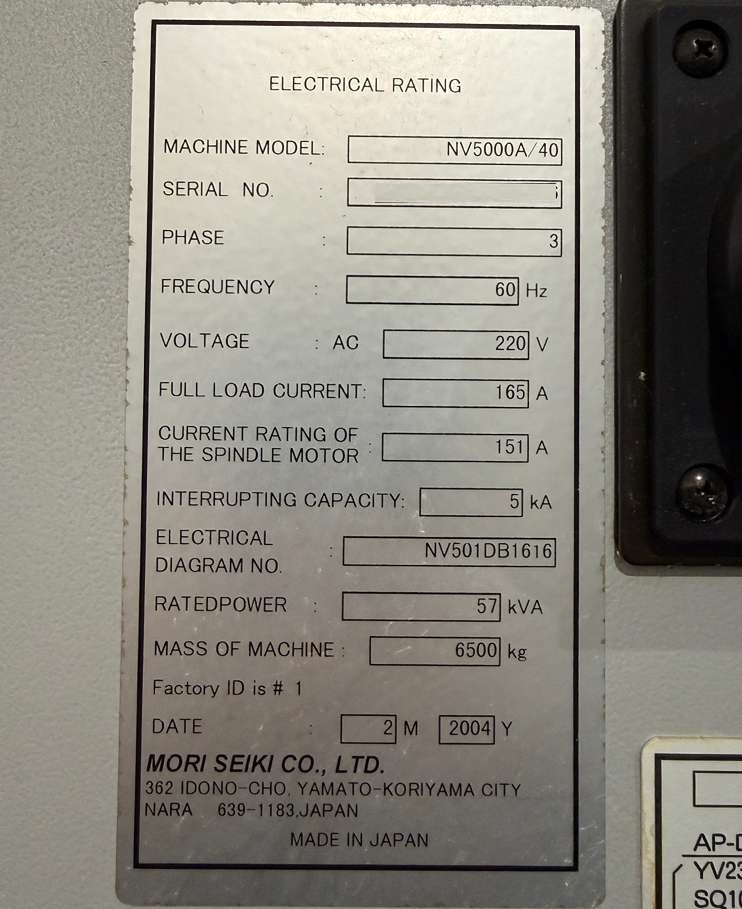 ELECTRICAL RATING
MACHINE MODEL: NV5000A/40
SERIAL NO. :
PHASE : 3
FREQUENCY : 60 Hz
VOLTAGE : AC 220 V
FULL LOAD CURRENT: 165 A
CURRENT RATING OF
THE SPINDLE MOTOR : 151 A
INTERRUPTING CAPACITY: 5 kA
ELECTRICAL
DIAGRAM NO. : NV501DB1616
RATEDPOWER : 57 kVA
MASS OF MACHINE : 6500 kg
Factory ID is # 1
DATE : 2 M 2004 Y
MORI SEIKI CO., LTD.
362 IDONO-CHO, YAMATO-KORIYAMA CITY
NARA 639-1183,JAPAN
MADE IN JAPAN
AP-
YV23
SQ10